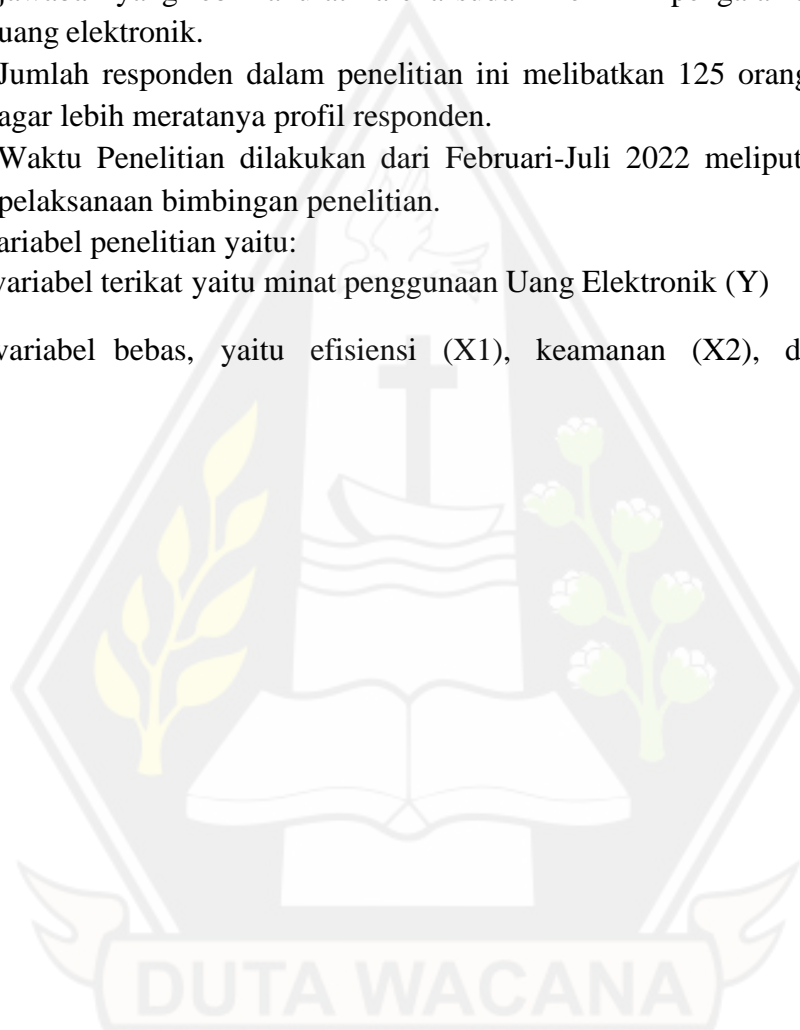 uang elektronik.
Jumlah responden dalam penelitian ini melibatkan 125 orang
agar lebih meratanya profil responden.
Waktu Penelitian dilakukan dari Februari-Juli 2022 meliput
pelaksanaan bimbingan penelitian.
ariabel penelitian yaitu:
variabel terikat yaitu minat penggunaan Uang Elektronik (Y)
variabel bebas, yaitu efisiensi (X1), keamanan (X2), d
DUTA WACANA